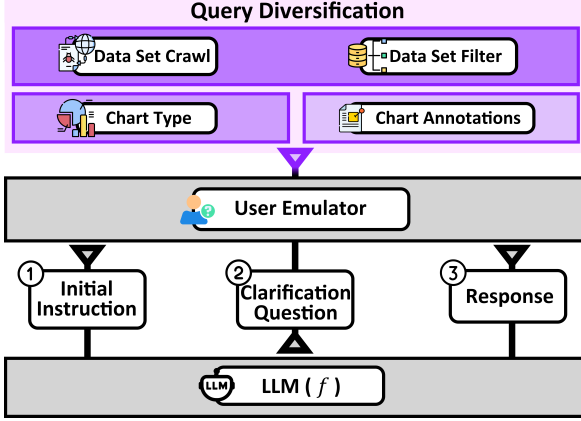 Query Diversification
Data Set Crawl
Data Set Filter
Chart Type
Chart Annotations
?
User Emulator
1
Initial
Instruction
2
Clarification
Question
3
Response
LLM
LLM ( f )